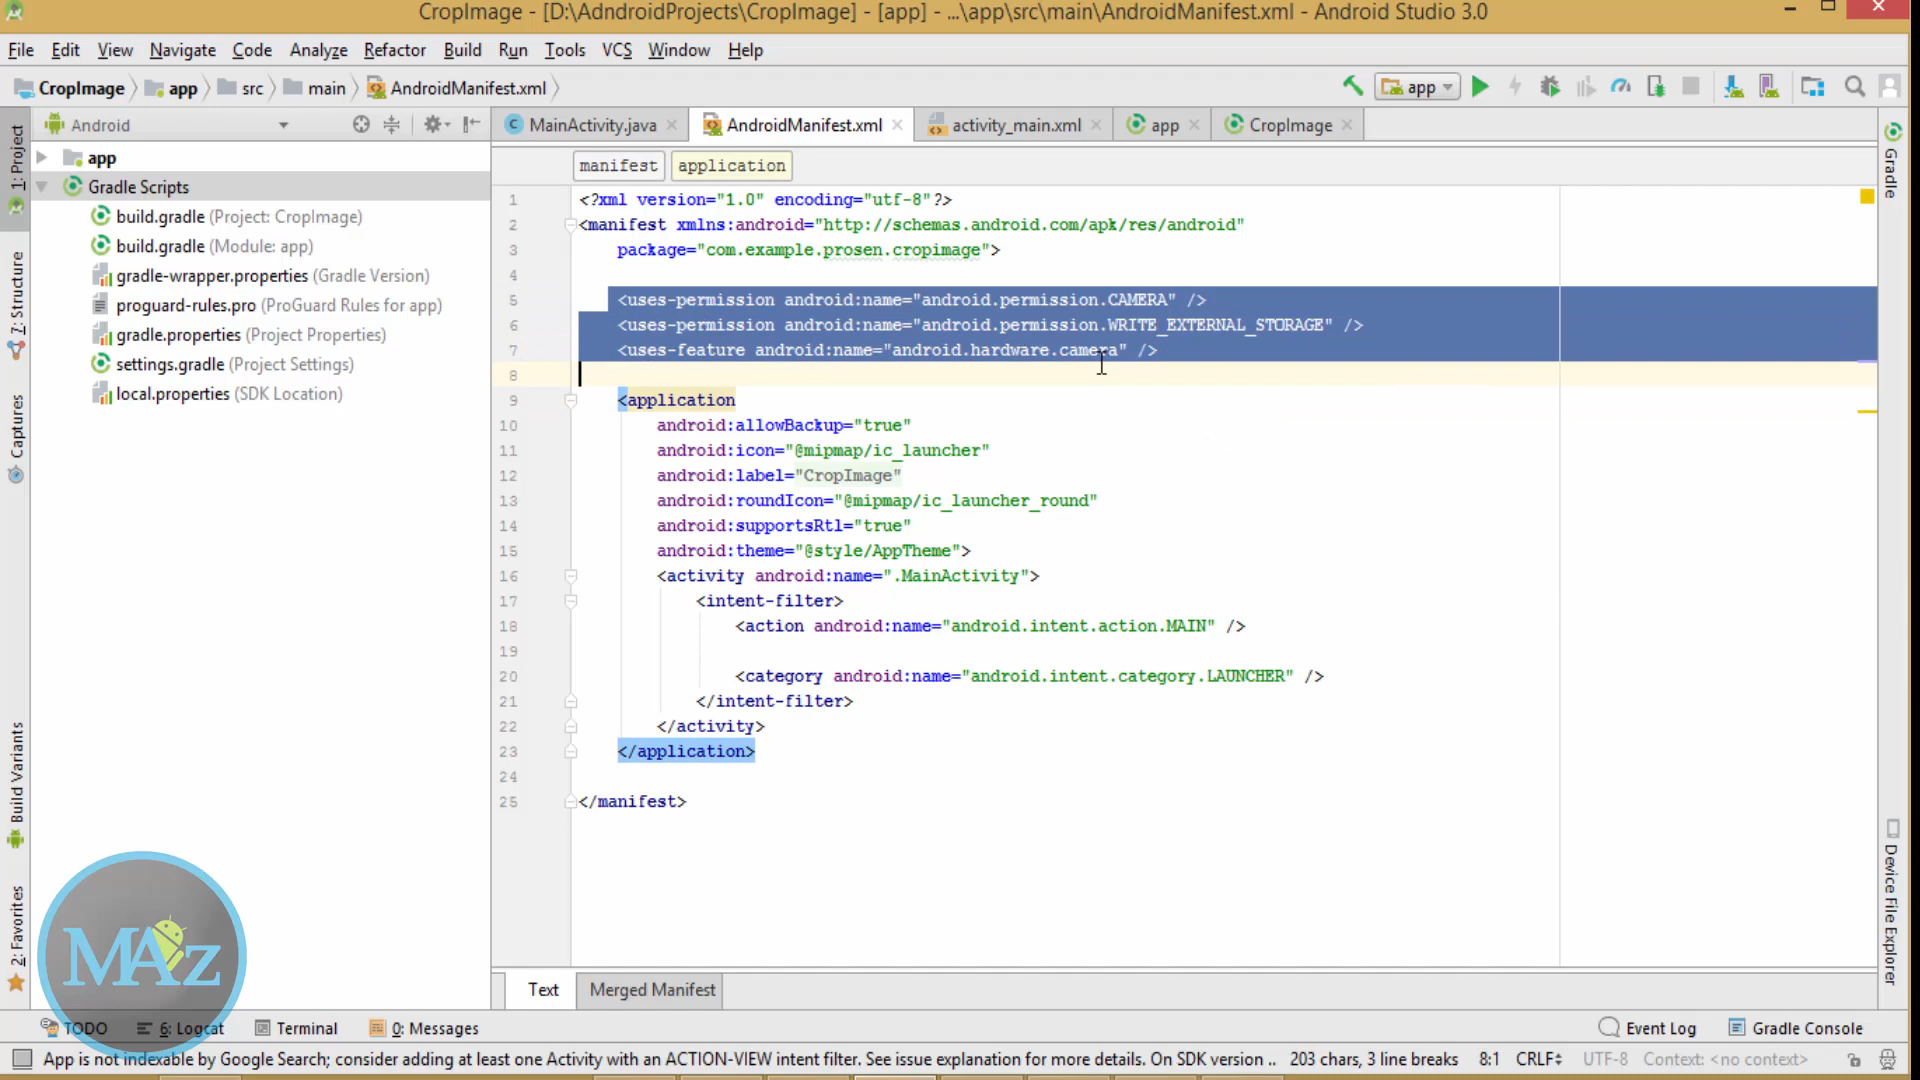 CropImage - [D:\AdndroidProjects\CropImage] - [app] - ...\app\src\main\AndroidManifest.xml - Android Studio 3.0
File Edit View Navigate Code Analyze Refactor Build Run Tools VCS Window Help
CropImage app src main AndroidManifest.xml app
Android
MainActivity.java AndroidManifest.xml activity_main.xml app CropImage
manifest application
1: Project
7: Structure
Captures
Build Variants
2: Favorites
app
Gradle Scripts
build.gradle (Project: CropImage)
build.gradle (Module: app)
gradle-wrapper.properties (Gradle Version)
proguard-rules.pro (ProGuard Rules for app)
gradle.properties (Project Properties)
settings.gradle (Project Settings)
local.properties (SDK Location)
1 <?xml version="1.0" encoding="utf-8"?>
2 <manifest xmlns:android="http://schemas.android.com/apk/res/android"
3 package="com.example.prosen.cropimage">
4
5 <uses-permission android:name="android.permission.CAMERA" />
6 <uses-permission android:name="android.permission.WRITE_EXTERNAL_STORAGE" />
7 <uses-feature android:name="android.hardware.camera" />
8
9 <application
10 android:allowBackup="true"
11 android:icon="@mipmap/ic_launcher"
12 android:label="CropImage"
13 android:roundIcon="@mipmap/ic_launcher_round"
14 android:supportsRtl="true"
15 android:theme="@style/AppTheme">
16 <activity android:name=".MainActivity">
17 <intent-filter>
18 <action android:name="android.intent.action.MAIN" />
19
20 <category android:name="android.intent.category.LAUNCHER" />
21 </intent-filter>
22 </activity>
23 </application>
24
25 </manifest>
Gradle
Device File Explorer
MAz
Text Merged Manifest
TODO 6: Logcat Terminal 0: Messages Event Log Gradle Console
App is not indexable by Google Search; consider adding at least one Activity with an ACTION-VIEW intent filter. See issue explanation for more details. On SDK version .. 203 chars, 3 line breaks 8:1 CRLF UTF-8 Context: <no context>